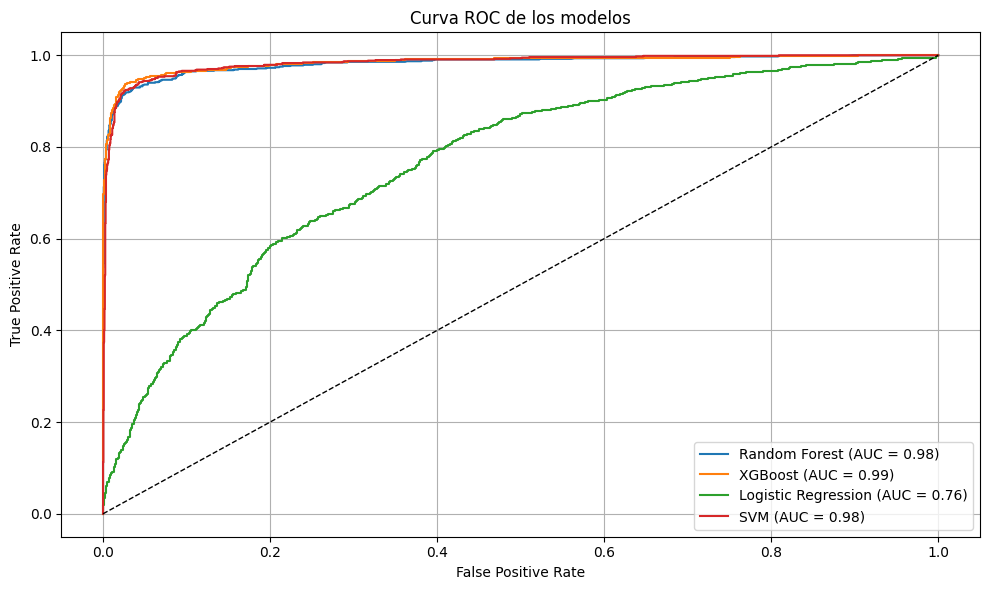 Curva ROC de los modelos
True Positive Rate
1.0
0.8
0.6
0.4
0.2
0.0
0.0
0.2
0.4
0.6
0.8
1.0
False Positive Rate
Random Forest (AUC = 0.98)
XGBoost (AUC = 0.99)
Logistic Regression (AUC = 0.76)
SVM (AUC = 0.98)